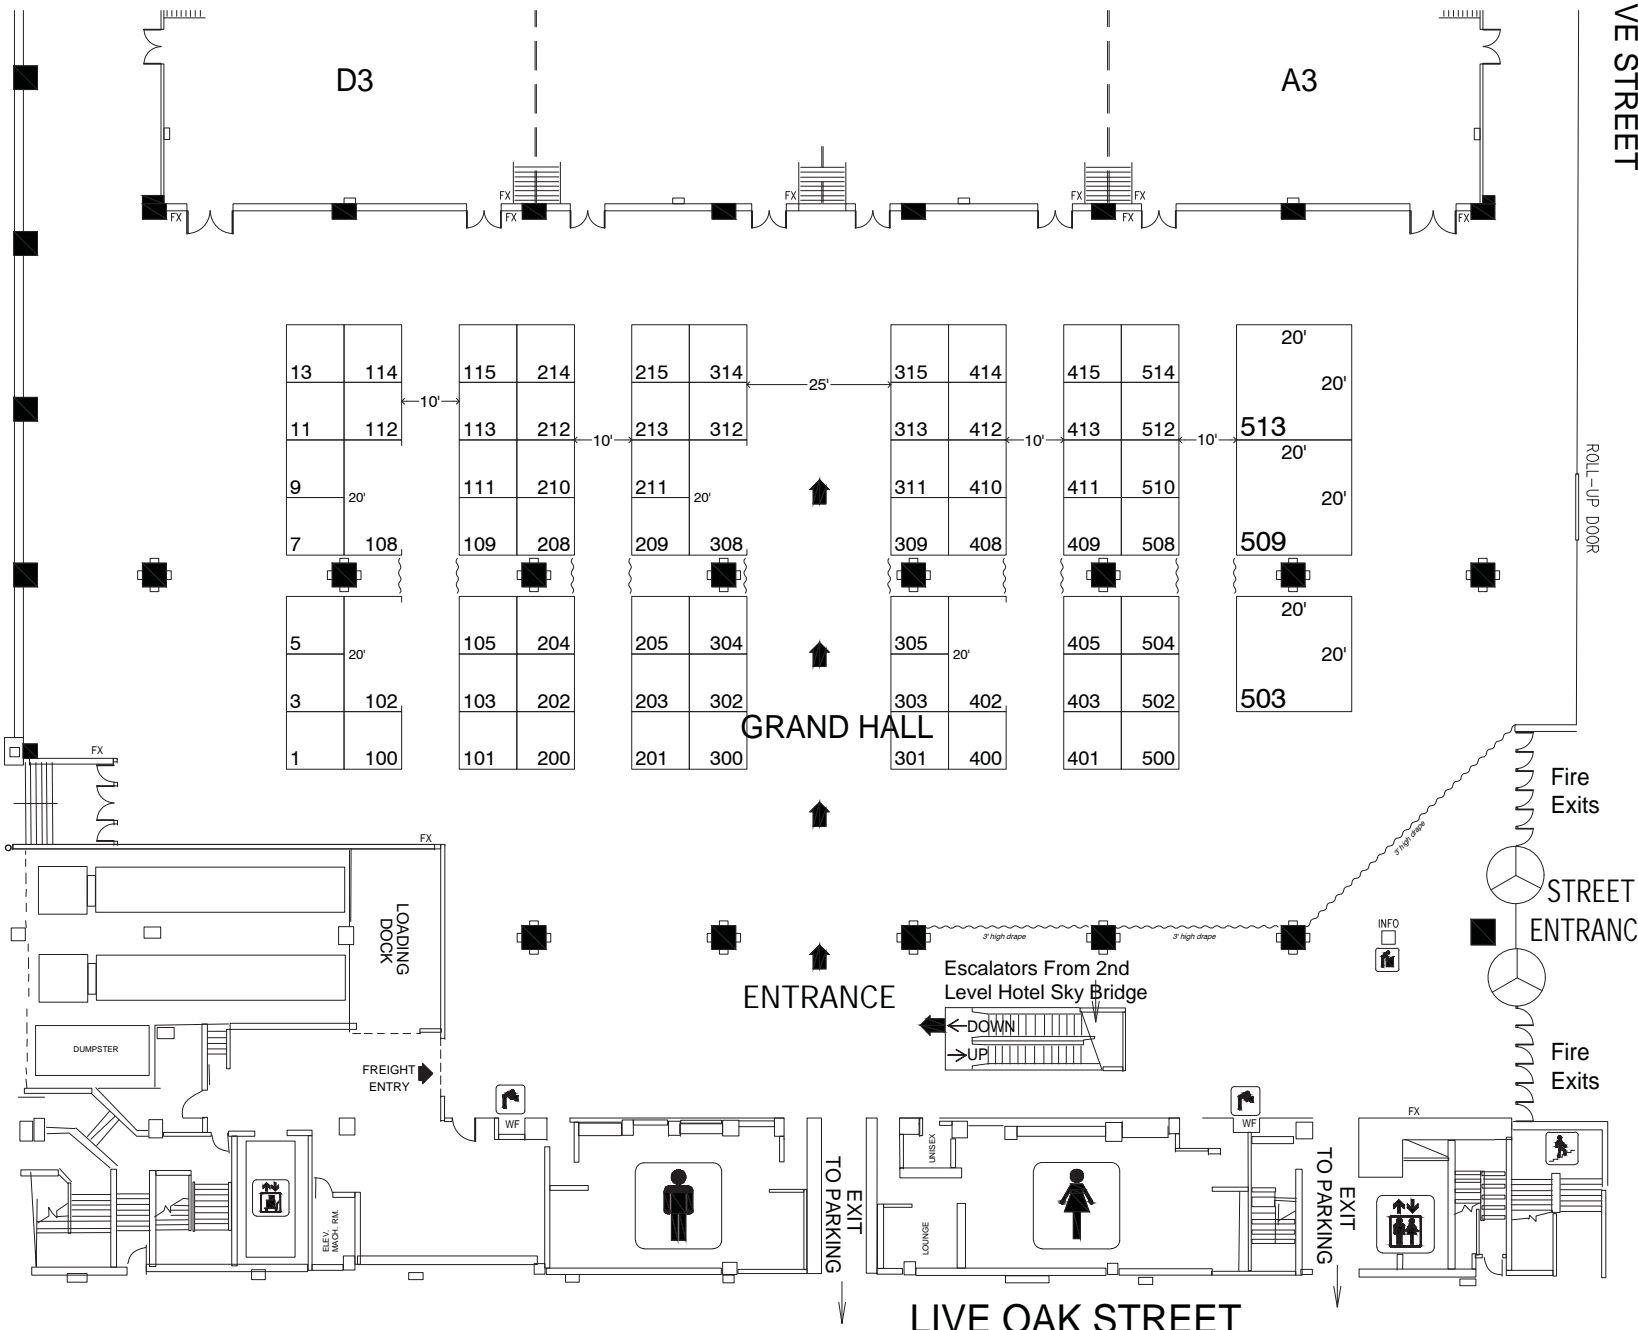 VE STREET
D3
A3
FX
FX
FX
FX
FX
FX
FX
FX
FX
13 114 115 214 215 314 315 414 415 514 20'
25'
20'
10'
11 112 113 212 213 312 313 412 413 512 513
10'
10'
10'
20'
9 111 210 211 311 410 411 510
20'
20'
20'
7 108 109 208 209 308 309 408 409 508 509
ROLL-UP DOOR
20'
5 105 204 205 304 305 405 504
20'
20'
20'
3 102 103 202 203 302 303 402 403 502 503
GRAND HALL
1 100 101 200 201 300 301 400 401 500
FX
Fire
Exits
FX
3' high drape
STREET
ENTRANC
INFO
LOADING
DOCK
3' high drape
3' high drape
ENTRANCE
Escalators From 2nd
Level Hotel Sky Bridge
DOWN
UP
DUMPSTER
FREIGHT
ENTRY
Fire
Exits
WF
WF
FX
UNISEX
LOUNGE
ELEV.
MACH. RM.
EXIT
TO PARKING
EXIT
TO PARKING
LIVE OAK STREET